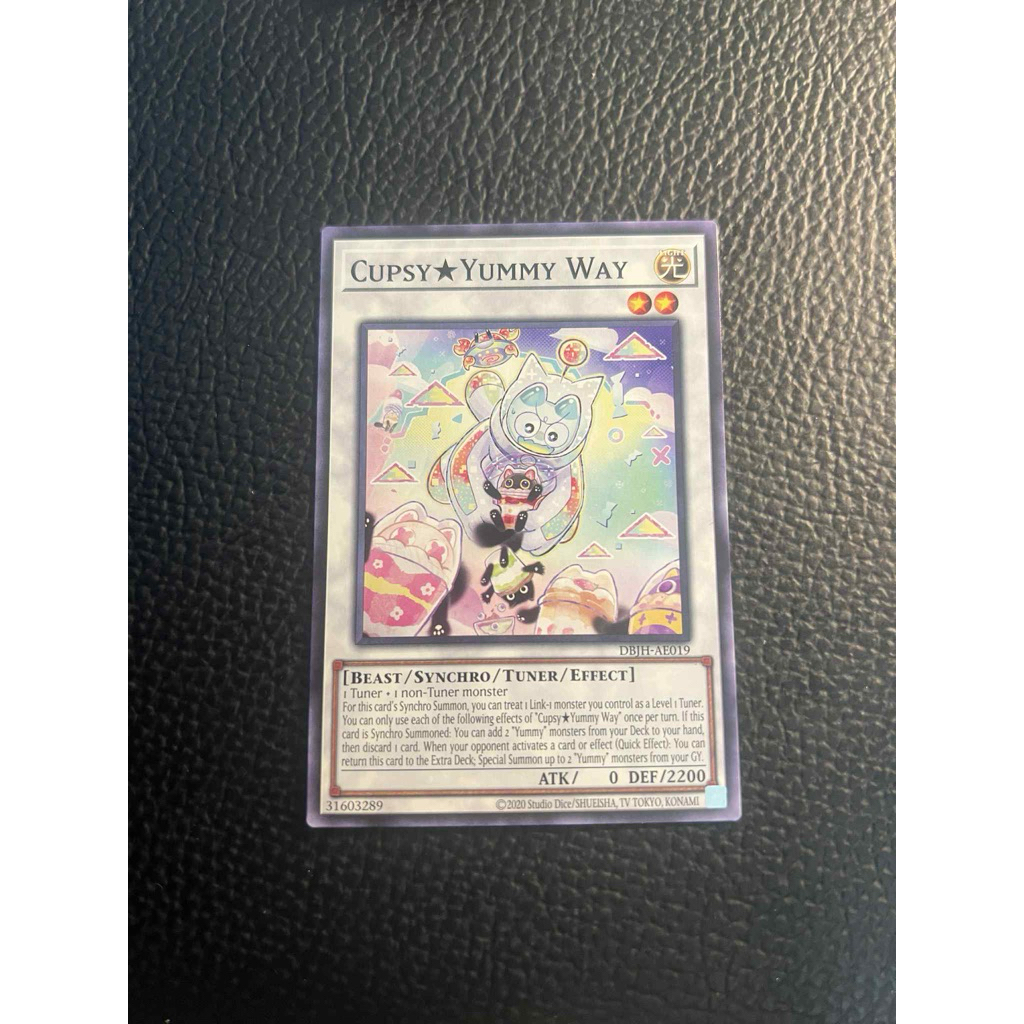 CUPSY★YUMMY WAY
LIGHT
光
DBJH-AE019
[BEAST/SYNCHRO/TUNER/EFFECT]
1 Tuner + 1 non-Tuner monster
For this card's Synchro Summon, you can treat 1 Link-1 monster you control as a Level 1 Tuner.
You can only use each of the following effects of "Cupsy★Yummy Way" once per turn. If this
card is Synchro Summoned: You can add 2 "Yummy" monsters from your Deck to your hand,
then discard 1 card. When your opponent activates a card or effect (Quick Effect): You can
return this card to the Extra Deck; Special Summon up to 2 "Yummy" monsters from your GY.
ATK/ 0 DEF/2200
31603289 ©2020 Studio Dice/SHUEISHA, TV TOKYO, KONAMI